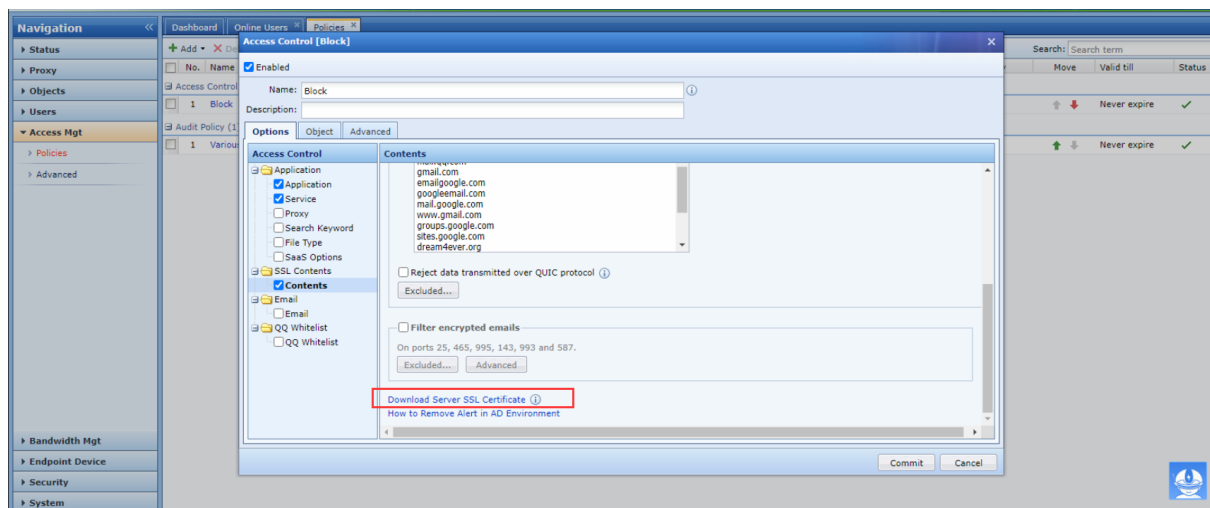 Navigation
Status
Proxy
Objects
Users
Access Mgt
Policies
Advanced
Bandwidth Mgt
Endpoint Device
Security
System
Dashboard Online Users Policies
Add
Search: Search term
No. Name Move Valid till Status
Access Control
1 Block Never expire
Audit Policy (1
1 Variou Never expire
Access Control [Block]
Enabled
Name: Block
Description:
Options Object Advanced
Access Control
Application
Application
Service
Proxy
Search Keyword
File Type
SaaS Options
SSL Contents
Contents
Email
Email
QQ Whitelist
QQ Whitelist
Contents
gmail.com
emailgoogle.com
googleemail.com
mail.google.com
www.gmail.com
groups.google.com
sites.google.com
dream4ever.org
Reject data transmitted over QUIC protocol
Excluded...
Filter encrypted emails
On ports 25, 465, 995, 143, 993 and 587.
Excluded... Advanced
Download Server SSL Certificate
How to Remove Alert in AD Environment
Commit Cancel